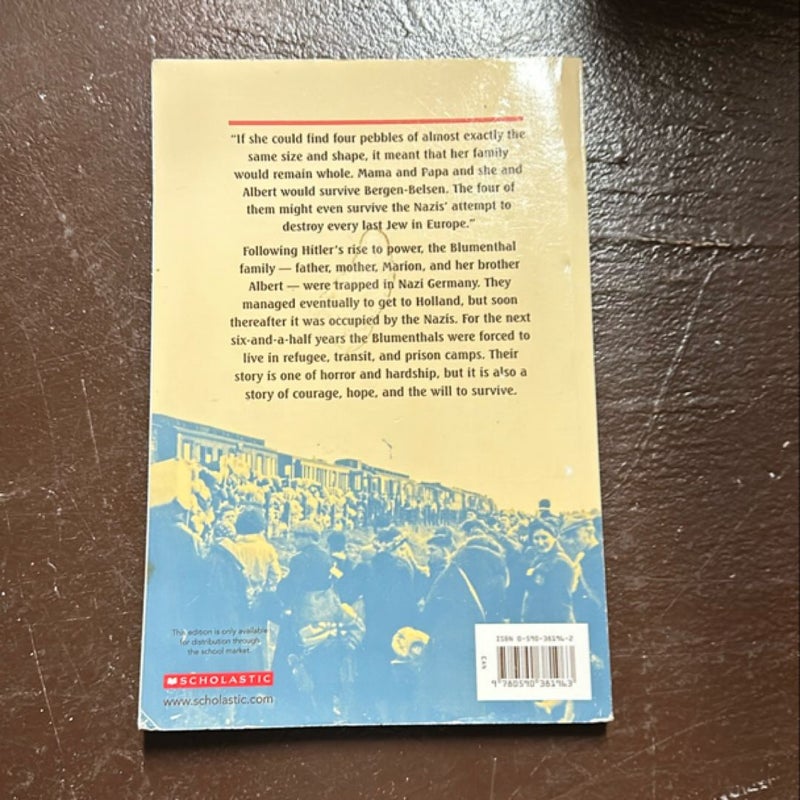 “If she could find four pebbles of almost exactly the
same size and shape, it meant that her family
would remain whole. Mama and Papa and she and
Albert would survive Bergen-Belsen. The four of
them might even survive the Nazis’ attempt to
destroy every last Jew in Europe.”
Following Hitler’s rise to power, the Blumenthal
family — father, mother, Marion, and her brother
Albert — were trapped in Nazi Germany. They
managed eventually to get to Holland, but soon
thereafter it was occupied by the Nazis. For the next
six-and-a-half years the Blumenthals were forced to
live in refugee, transit, and prison camps. Their
story is one of horror and hardship, but it is also a
story of courage, hope, and the will to survive.
This edition is only available
for distribution through
the school market.
SCHOLASTIC
www.scholastic.com
ISBN 0-590-38196-2
9 780590 381963